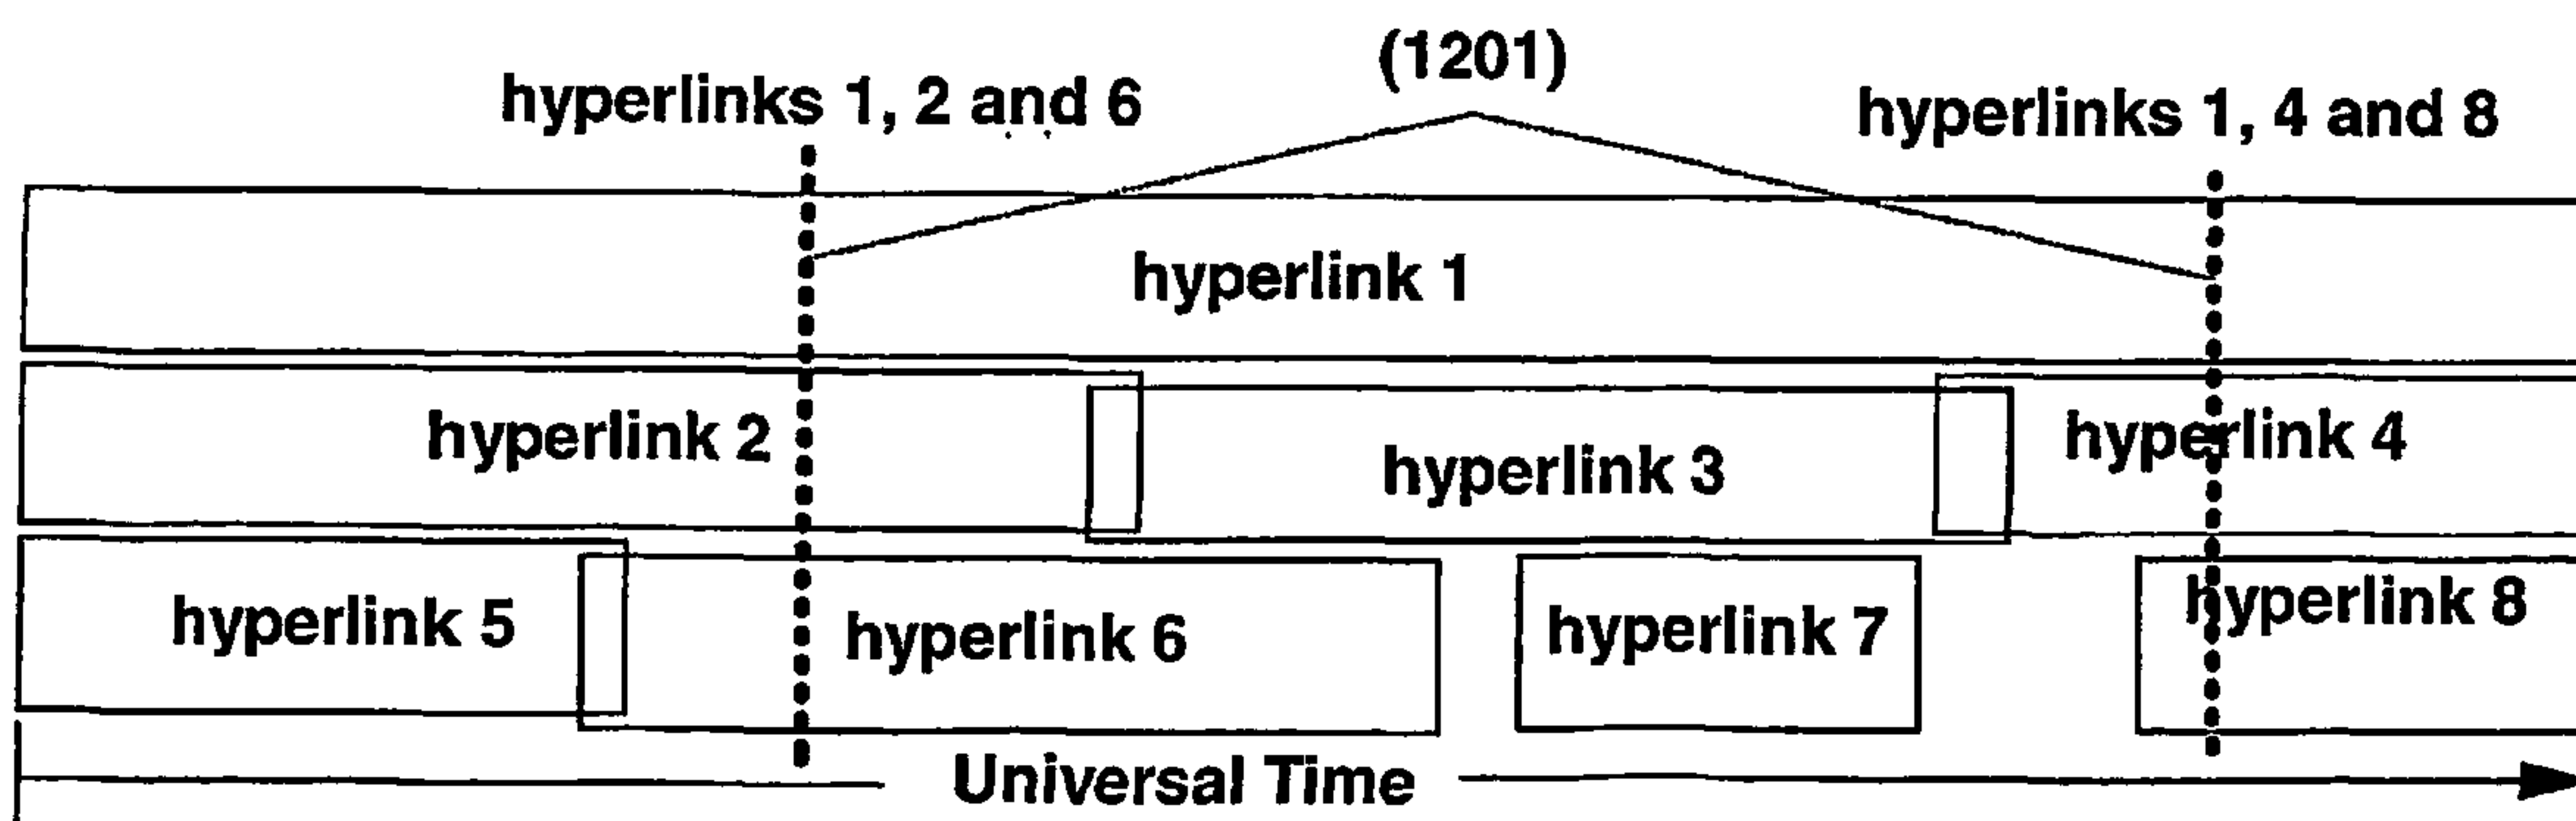 (1201)
hyperlinks 1, 2 and 6
hyperlinks 1, 4 and 8
hyperlink 1
hyperlink 2
hyperlink 3
hyperlink 4
hyperlink 5
hyperlink 6
hyperlink 7
hyperlink 8
Universal Time